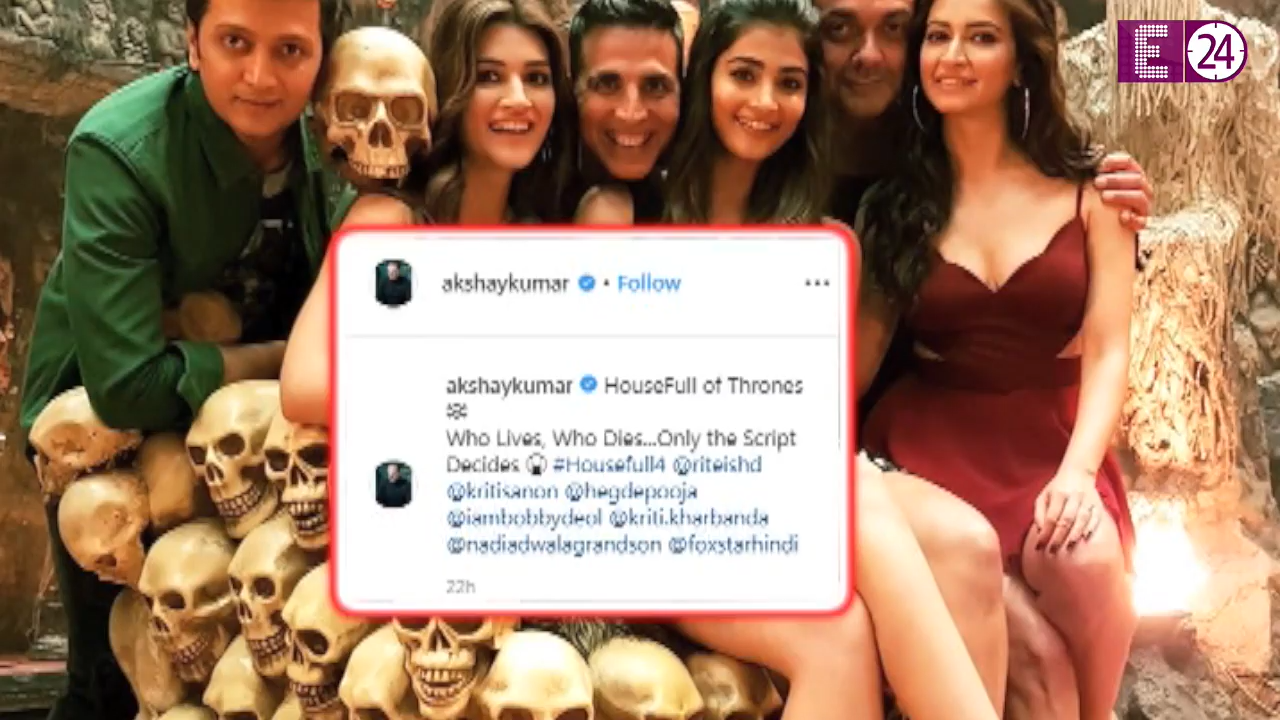 E 24
akshaykumar • Follow
akshaykumar HouseFull of Thrones
Who Lives, Who Dies...Only the Script
Decides #Housefull4 @riteishd
@kritisanon @hegdepooja
@iambobbydeol @kriti.kharbanda
@nadiadwalagrandson @foxstarhindi
22h